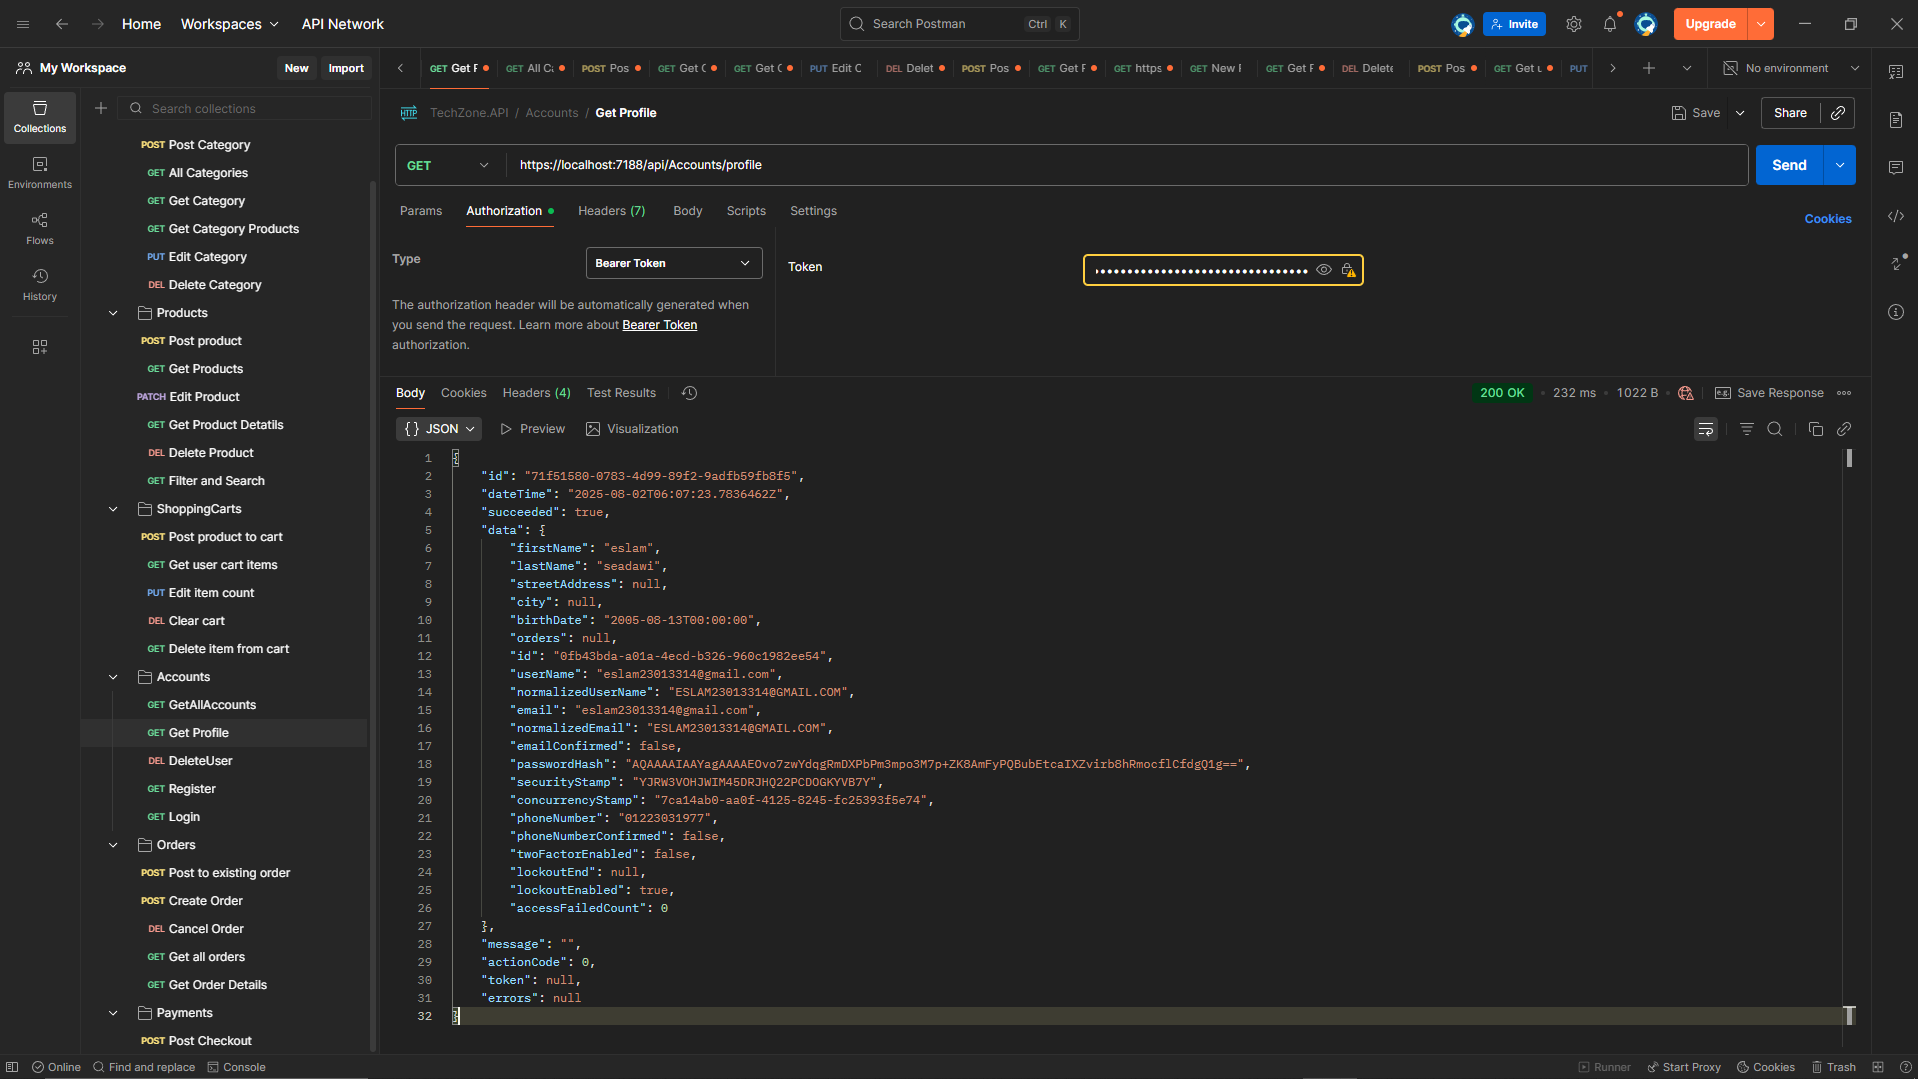 Home
Workspaces
API Network
Search Postman
Ctrl
K
Invite
Upgrade
My Workspace
New
Import
GET Get F
GET All Ca
POST Pos
GET Get C
GET Get C
PUT Edit C
DEL Delet
POST Pos
GET Get F
GET https
GET New F
GET Get F
DEL Delete
POST Pos
GET Get u
PUT
No environment
Collections
Environments
Flows
History
Search collections
POST Post Category
GET All Categories
GET Get Category
GET Get Category Products
PUT Edit Category
DEL Delete Category
Products
POST Post product
GET Get Products
PATCH Edit Product
GET Get Product Detatils
DEL Delete Product
GET Filter and Search
ShoppingCarts
POST Post product to cart
GET Get user cart items
PUT Edit item count
DEL Clear cart
GET Delete item from cart
Accounts
GET GetAllAccounts
GET Get Profile
DEL DeleteUser
GET Register
GET Login
Orders
POST Post to existing order
POST Create Order
DEL Cancel Order
GET Get all orders
GET Get Order Details
Payments
POST Post Checkout
HTTP TechZone.API / Accounts / Get Profile
Save
Share
GET
https://localhost:7188/api/Accounts/profile
Send
Params
Authorization
Headers (7)
Body
Scripts
Settings
Cookies
Type
Bearer Token
The authorization header will be automatically generated when
you send the request. Learn more about Bearer Token
authorization.
Token
Body
Cookies
Headers (4)
Test Results
200 OK
232 ms
1022 B
e.g. Save Response
{} JSON
Preview
Visualization
1 {
2 "id": "71f51580-0783-4d99-89f2-9adfb59fb8f5",
3 "dateTime": "2025-08-02T06:07:23.7836462Z",
4 "succeeded": true,
5 "data": {
6 "firstName": "eslam",
7 "lastName": "seadawi",
8 "streetAddress": null,
9 "city": null,
10 "birthDate": "2005-08-13T00:00:00",
11 "orders": null,
12 "id": "0fb43bda-a01a-4ecd-b326-960c1982ee54",
13 "userName": "eslam23013314@gmail.com",
14 "normalizedUserName": "ESLAM23013314@GMAIL.COM",
15 "email": "eslam23013314@gmail.com",
16 "normalizedEmail": "ESLAM23013314@GMAIL.COM",
17 "emailConfirmed": false,
18 "passwordHash": "AQAAAAIAAYagAAAAEOvo7zwYdqgRmDXPbPm3mpo3M7p+ZK8AmFyPQBubEtcaIXZvirb8hRmocflCfdgQ1g==",
19 "securityStamp": "YJRW3VOHJWIM45DRJHQ22PCDOGKYVB7Y",
20 "concurrencyStamp": "7ca14ab0-aa0f-4125-8245-fc25393f5e74",
21 "phoneNumber": "01223031977",
22 "phoneNumberConfirmed": false,
23 "twoFactorEnabled": false,
24 "lockoutEnd": null,
25 "lockoutEnabled": true,
26 "accessFailedCount": 0
27 },
28 "message": "",
29 "actionCode": 0,
30 "token": null,
31 "errors": null
32 }
Online
Find and replace
Console
Runner
Start Proxy
Cookies
Trash